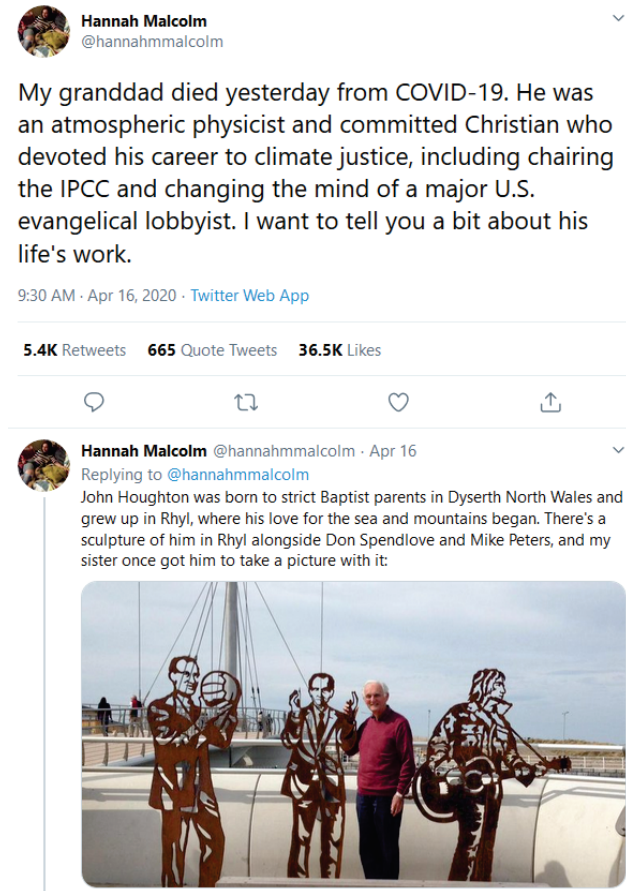 Hannah Malcolm
@hannahmmalcolm
My granddad died yesterday from COVID-19. He was
an atmospheric physicist and committed Christian who
devoted his career to climate justice, including chairing
the IPCC and changing the mind of a major U.S.
evangelical lobbyist. I want to tell you a bit about his
life's work.
9:30 AM · Apr 16, 2020 · Twitter Web App
5.4K Retweets 665 Quote Tweets 36.5K Likes
Hannah Malcolm @hannahmmalcolm · Apr 16
Replying to @hannahmmalcolm
John Houghton was born to strict Baptist parents in Dyserth North Wales and
grew up in Rhyl, where his love for the sea and mountains began. There's a
sculpture of him in Rhyl alongside Don Spendlove and Mike Peters, and my
sister once got him to take a picture with it: